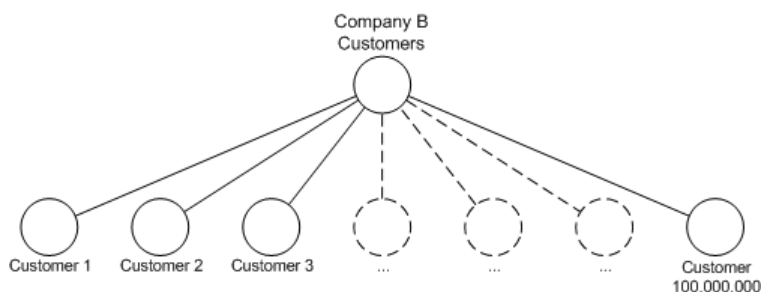 Company B
Customers
Customer 1
Customer 2
Customer 3
...
...
...
Customer
100.000.000